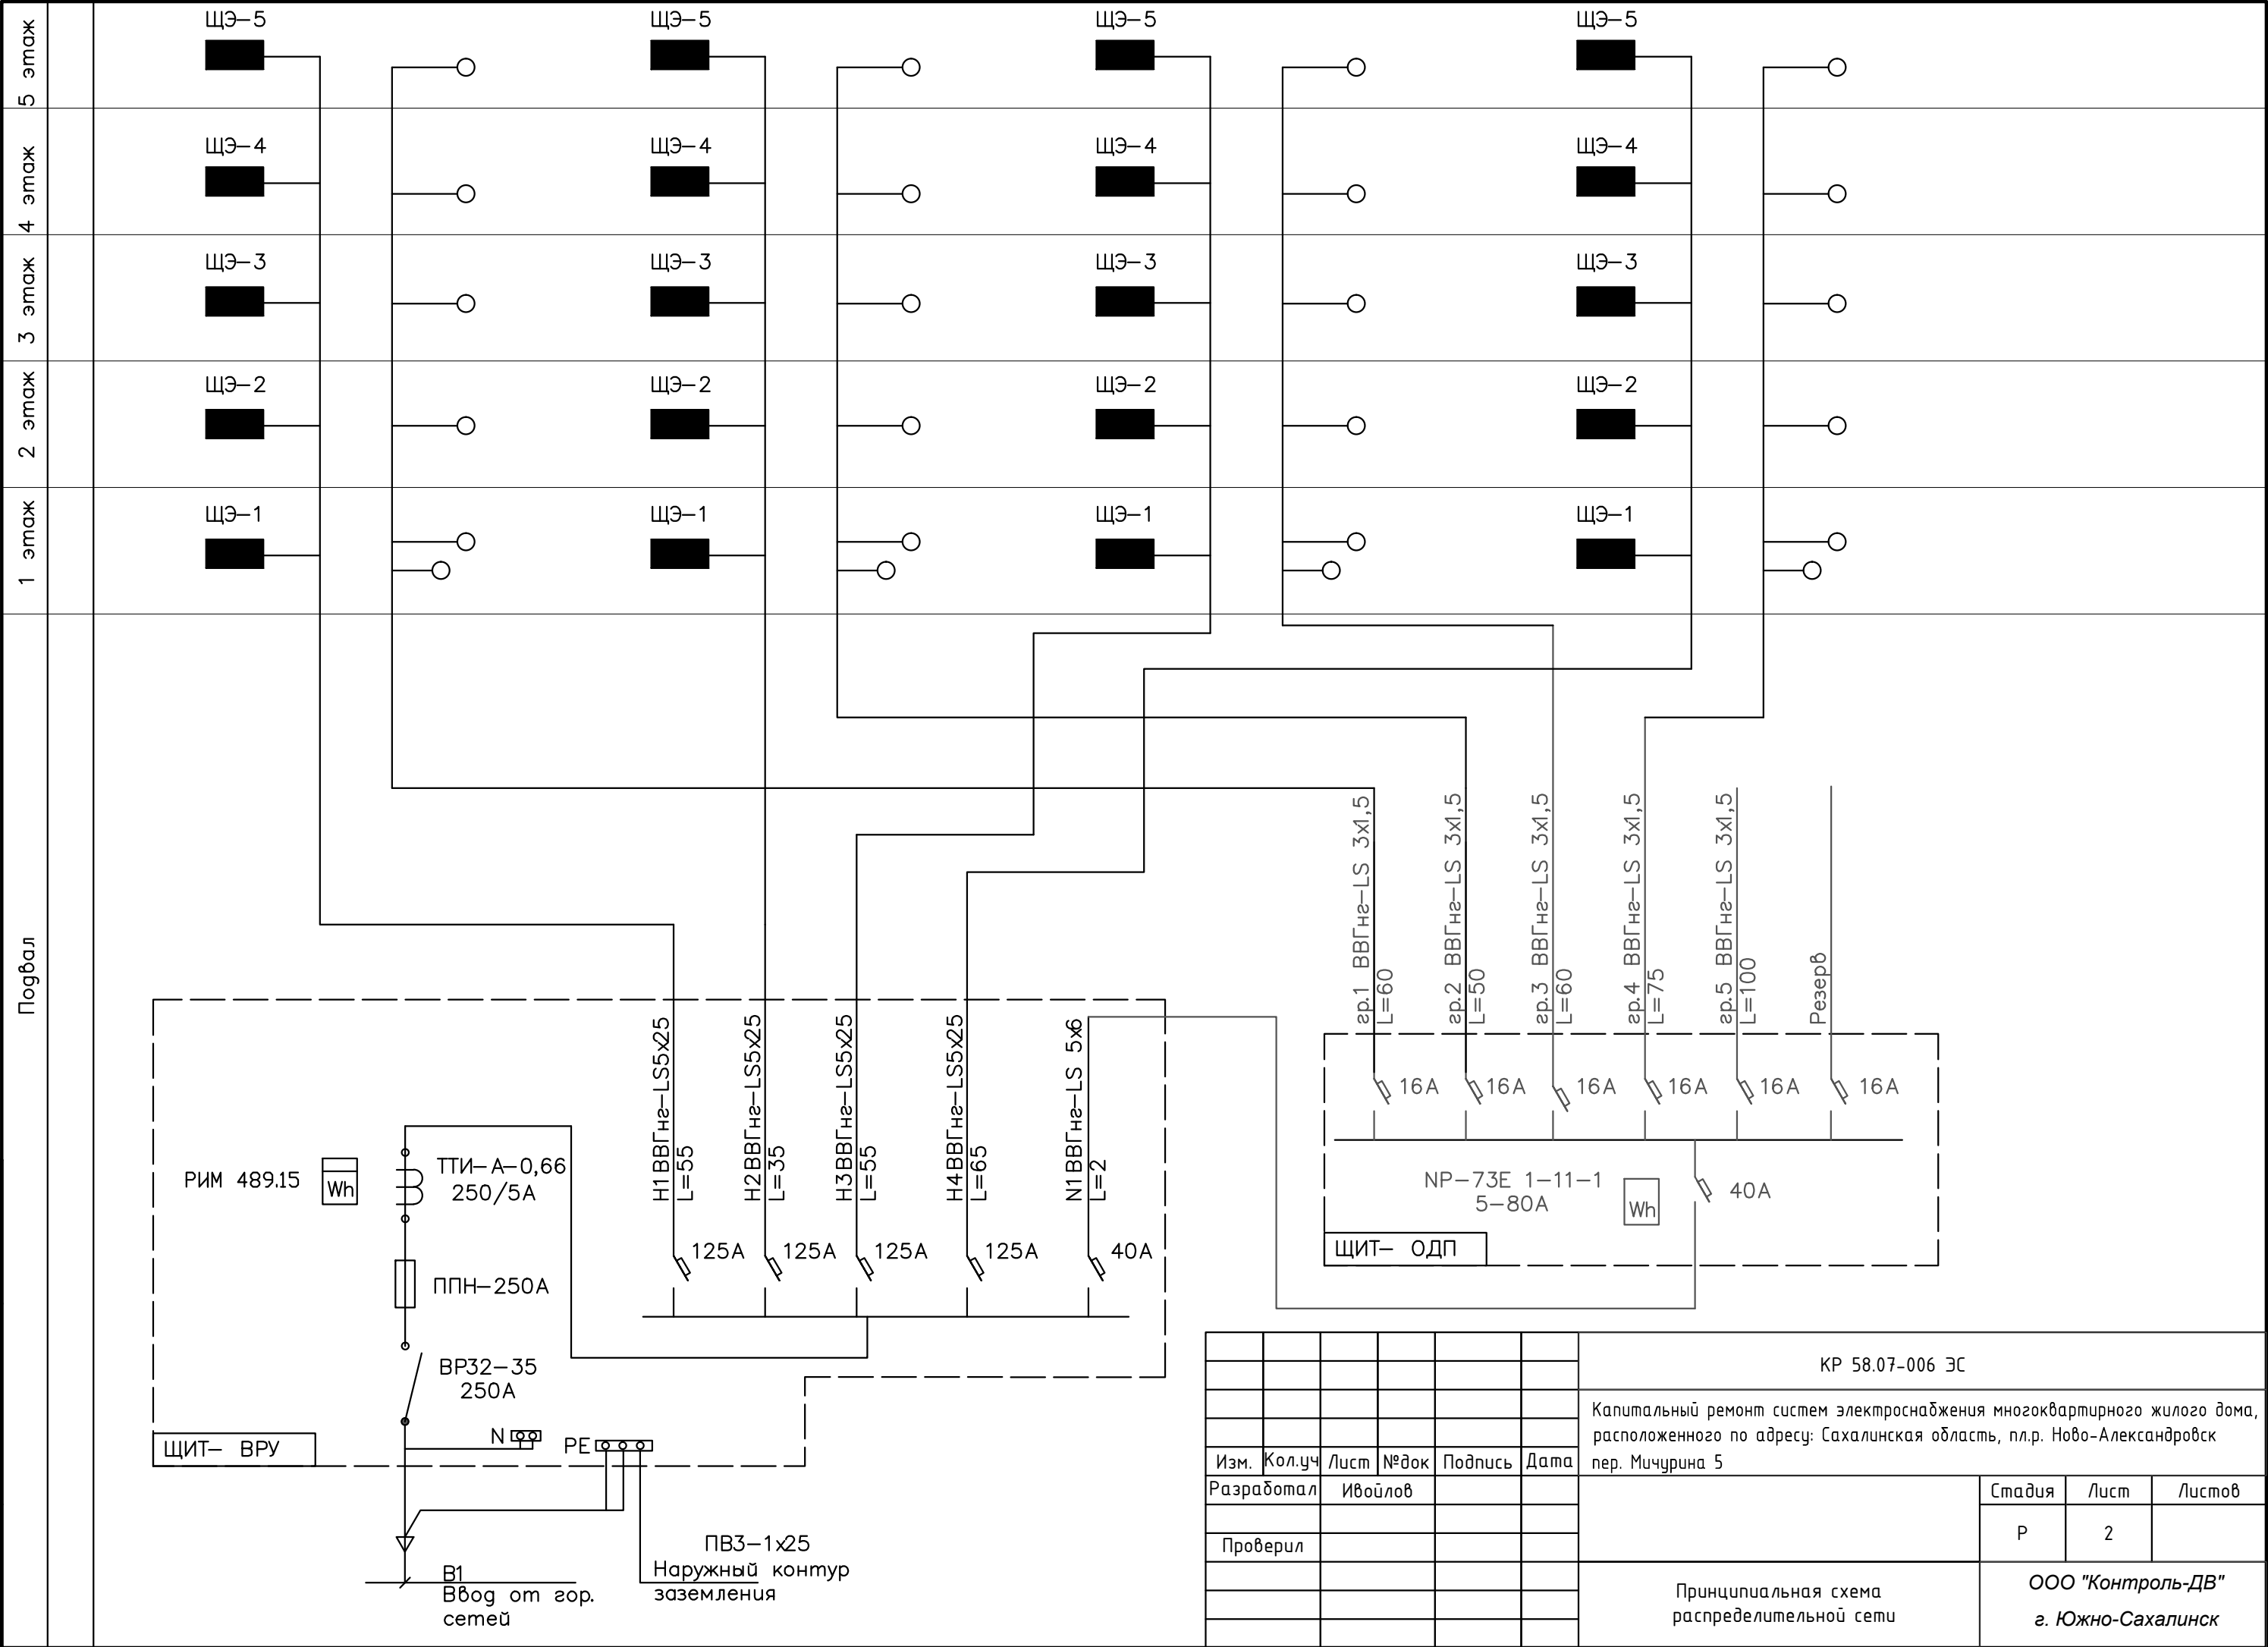 5 этаж
ЩЭ-5
ЩЭ-5
ЩЭ-5
ЩЭ-5
4 этаж
ЩЭ-4
ЩЭ-4
ЩЭ-4
ЩЭ-4
3 этаж
ЩЭ-3
ЩЭ-3
ЩЭ-3
ЩЭ-3
2 этаж
ЩЭ-2
ЩЭ-2
ЩЭ-2
ЩЭ-2
1 этаж
ЩЭ-1
ЩЭ-1
ЩЭ-1
ЩЭ-1
Подвал
гр.1 ВВГнг-LS 3х1,5
L=60
гр.2 ВВГнг-LS 3х1,5
L=50
гр.3 ВВГнг-LS 3х1,5
L=60
гр.4 ВВГнг-LS 3х1,5
L=75
гр.5 ВВГнг-LS 3х1,5
L=100
Резерв
16А
16А
16А
16А
16А
16А
NP-73E 1-11-1
5-80А
Wh
40А
ЩИТ- ОДП
Н1ВВГнг-LS5х25
L=55
Н2ВВГнг-LS5х25
L=35
Н3ВВГнг-LS5х25
L=55
Н4ВВГнг-LS5х25
L=65
N1ВВГнг-LS 5х6
L=2
125А
125А
125А
125А
40А
РИМ 489.15
Wh
ТТИ-А-0,66
250/5А
ППН-250А
ВР32-35
250А
N
PE
ЩИТ- ВРУ
ПВ3-1х25
Наружный контур
заземления
В1
Ввод от гор.
сетей
КР 58.07-006 ЭС
Капитальный ремонт систем электроснабжения многоквартирного жилого дома,
расположенного по адресу: Сахалинская область, пл.р. Ново-Александровск
пер. Мичурина 5
Изм.
Кол.уч
Лист
№док
Подпись
Дата
Разработал
Ивойлов
Проверил
Стадия
Лист
Листов
Р
2
Принципиальная схема
распределительной сети
ООО "Контроль-ДВ"
г. Южно-Сахалинск